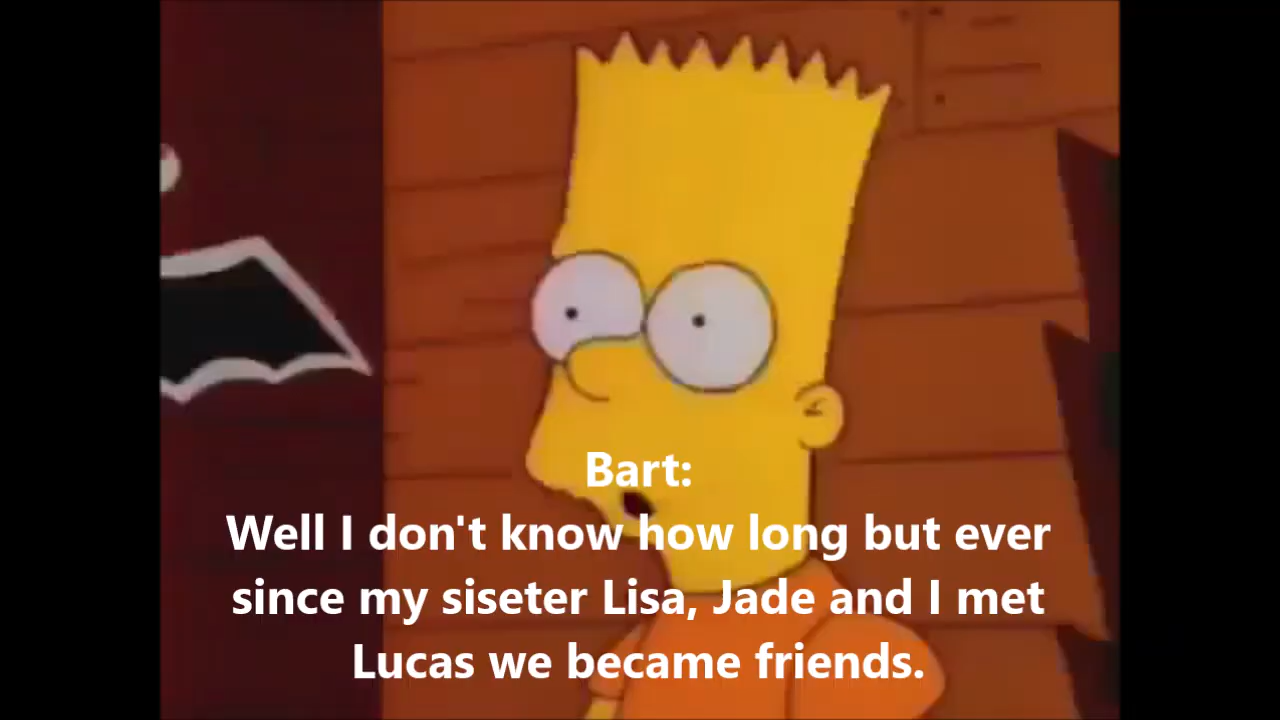 Bart:
Well I don't know how long but ever
since my siseter Lisa, Jade and I met
Lucas we became friends.